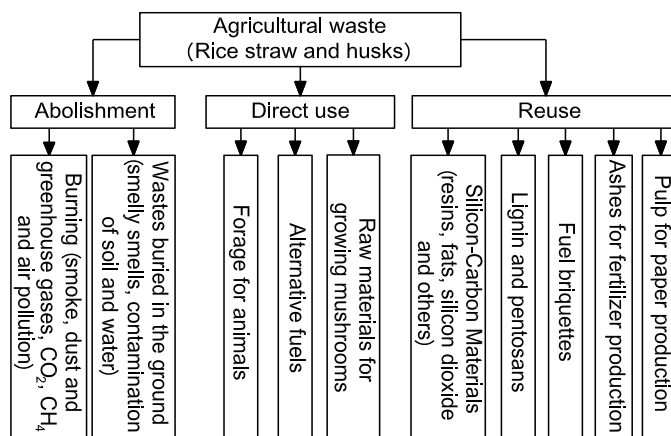 Agricultural waste
(Rice straw and husks)
Abolishment
Direct use
Reuse
Burning (smoke, dust and
greenhouse gases, CO₂, CH₄
and air pollution)
Wastes buried in the ground
(smelly smells, contamination
of soil and water)
Forage for animals
Alternative fuels
Raw materials for
growing mushrooms
Silicon-Carbon Materials
(resins, fats, silicon dioxide
and others)
Lignin and pentosans
Fuel briquettes
Ashes for fertilizer production
Pulp for paper production